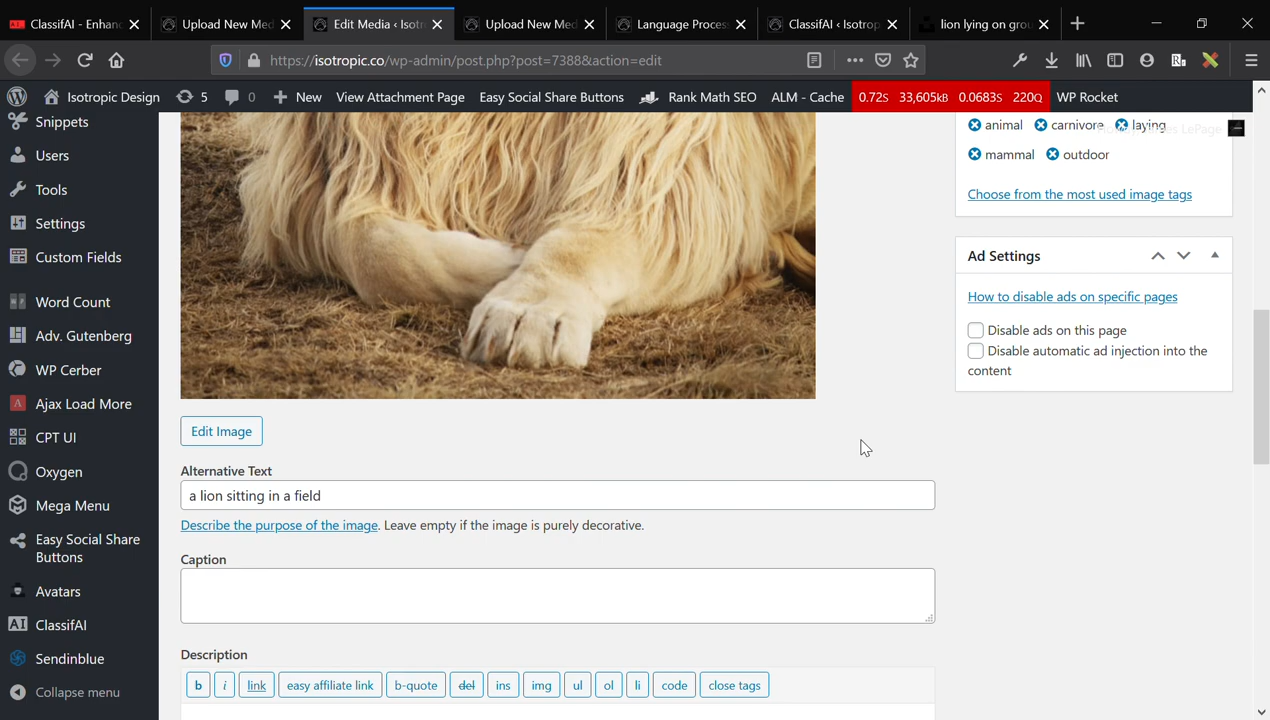 ClassifAI - Enhanc
Upload New Med
Edit Media ‹ Isotr
Upload New Med
Language Process
ClassifAI ‹ Isotrop
lion lying on grou
https://isotropic.co/wp-admin/post.php?post=7388&action=edit
Isotropic Design
5
0
New
View Attachment Page
Easy Social Share Buttons
Rank Math SEO
ALM - Cache
0.72S 33,605KB 0.0683S 220Q
WP Rocket
Snippets
Users
Tools
Settings
Custom Fields
Word Count
Adv. Gutenberg
WP Cerber
Ajax Load More
CPT UI
Oxygen
Mega Menu
Easy Social Share
Buttons
Avatars
AI ClassifAI
Sendinblue
Collapse menu
Edit Image
Alternative Text
a lion sitting in a field
Describe the purpose of the image. Leave empty if the image is purely decorative.
Caption
Description
b i link easy affiliate link b-quote del ins img ul ol li code close tags
animal carnivore laying
LePage
mammal outdoor
Choose from the most used image tags
Ad Settings
How to disable ads on specific pages
Disable ads on this page
Disable automatic ad injection into the
content